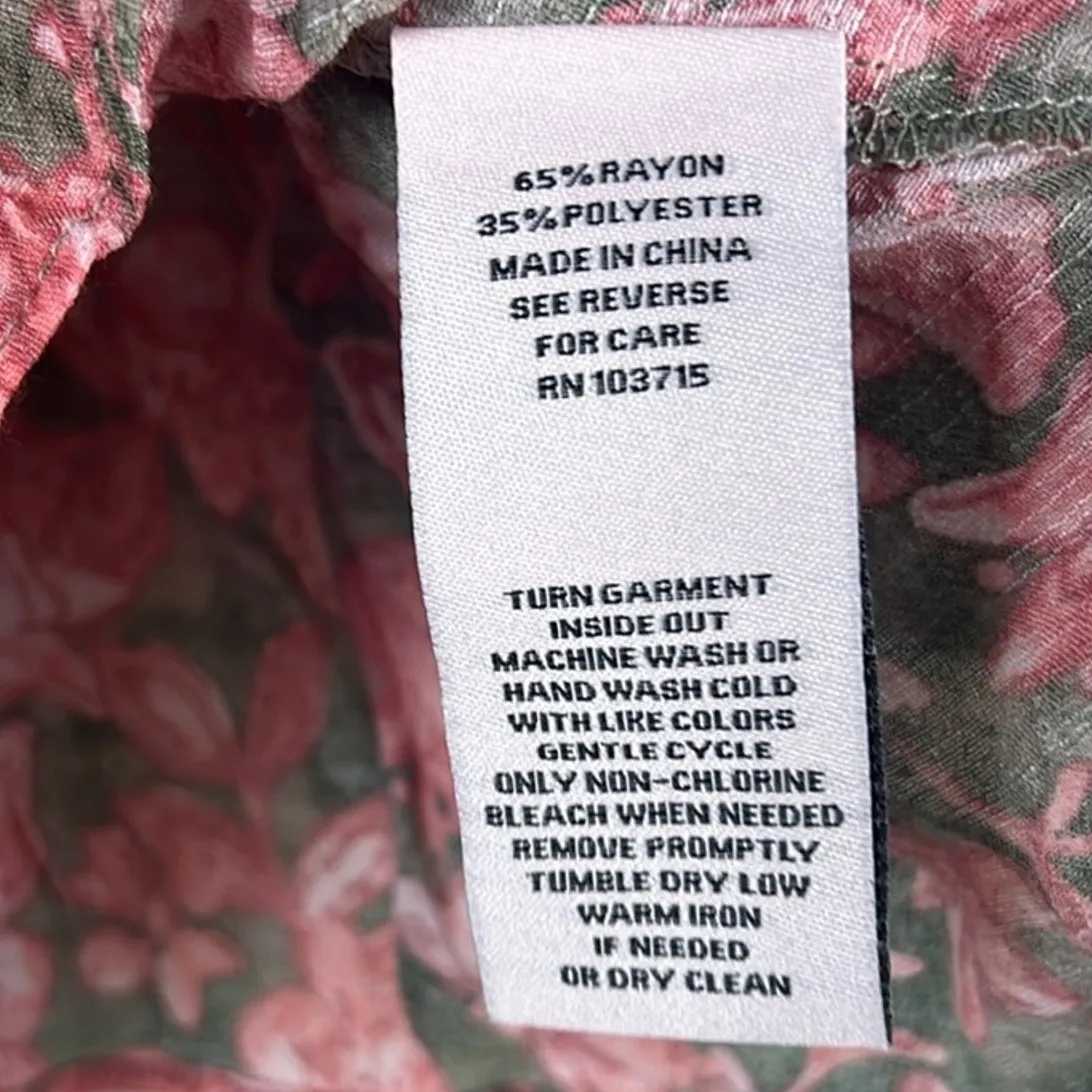 65% RAYON
35% POLYESTER
MADE IN CHINA
SEE REVERSE
FOR CARE
RN 103715
TURN GARMENT
INSIDE OUT
MACHINE WASH OR
HAND WASH COLD
WITH LIKE COLORS
GENTLE CYCLE
ONLY NON-CHLORINE
BLEACH WHEN NEEDED
REMOVE PROMPTLY
TUMBLE DRY LOW
WARM IRON
IF NEEDED
OR DRY CLEAN